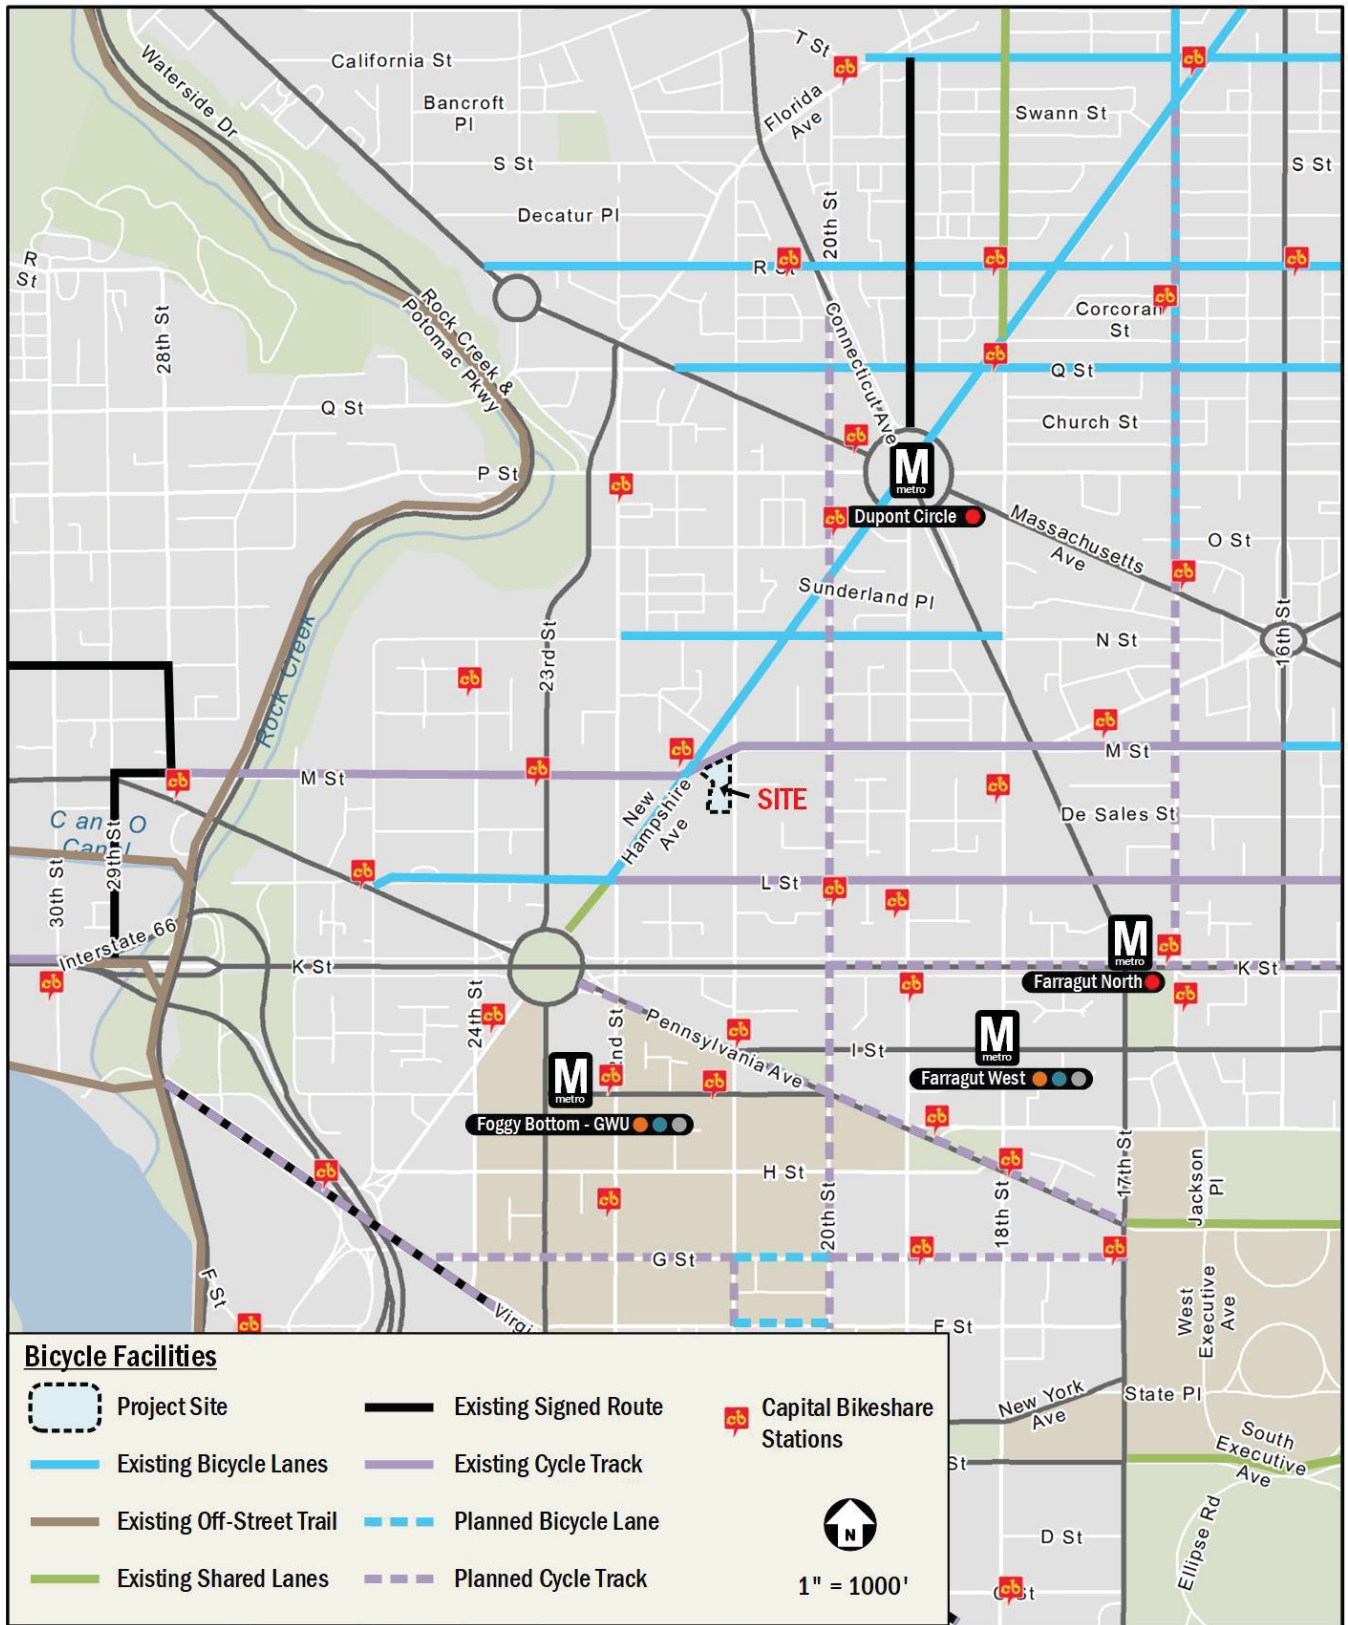 California St
T St
Waterside Dr
Bancroft
Pl
Florida
Ave
Swann St
S St
S St
Decatur Pl
20th St
R
St
R St
Rock Creek &
Potomac Pkwy
28th St
Connecticut Ave
Corcoran
St
Q St
Q St
Church St
P St
M
metro
Dupont Circle
Massachusetts
Ave
O St
Sunderland Pl
N St
16th St
23rd St
Rock Creek
M St
M St
New
Hampshire
Ave
SITE
De Sales St
C an O
Canal
29th St
30th St
L St
Interstate 66
K St
K St
M
metro
Farragut North
24th St
Pennsylvania Ave
I St
M
metro
Farragut West
M
metro
Foggy Bottom - GWU
H St
20th St
18th St
17th St
Jackson
Pl
G St
F St
West
Executive
Ave
New York
Ave
State Pl
South
Executive
Ave
St
Ellipse Rd
D St
Bicycle Facilities
Project Site
Existing Bicycle Lanes
Existing Off-Street Trail
Existing Shared Lanes
Existing Signed Route
Existing Cycle Track
Planned Bicycle Lane
Planned Cycle Track
cb
Capital Bikeshare
Stations
N
1" = 1000'